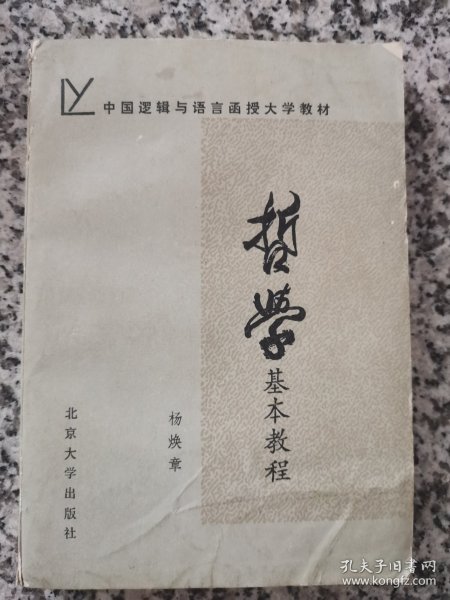 LY 中国逻辑与语言函授大学教材
哲学
基本教程
杨焕章
北京大学出版社
孔夫子旧书网
www.kongfz.com